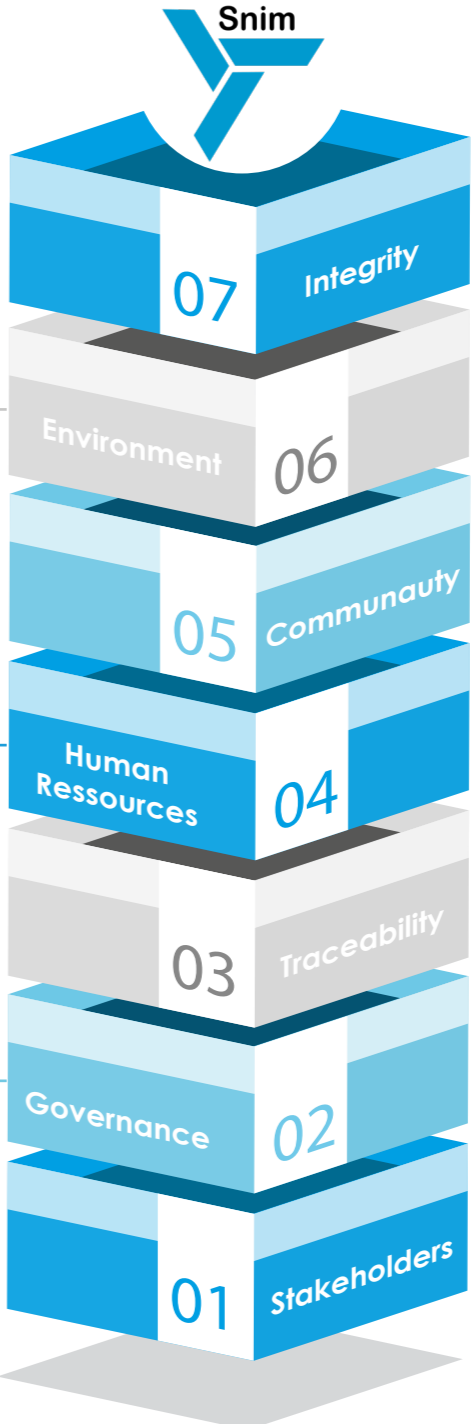 Snim
07
Integrity
Environment
06
05
Communauty
Human
Ressources
04
03
Traceability
Governance
02
01
Stakeholders